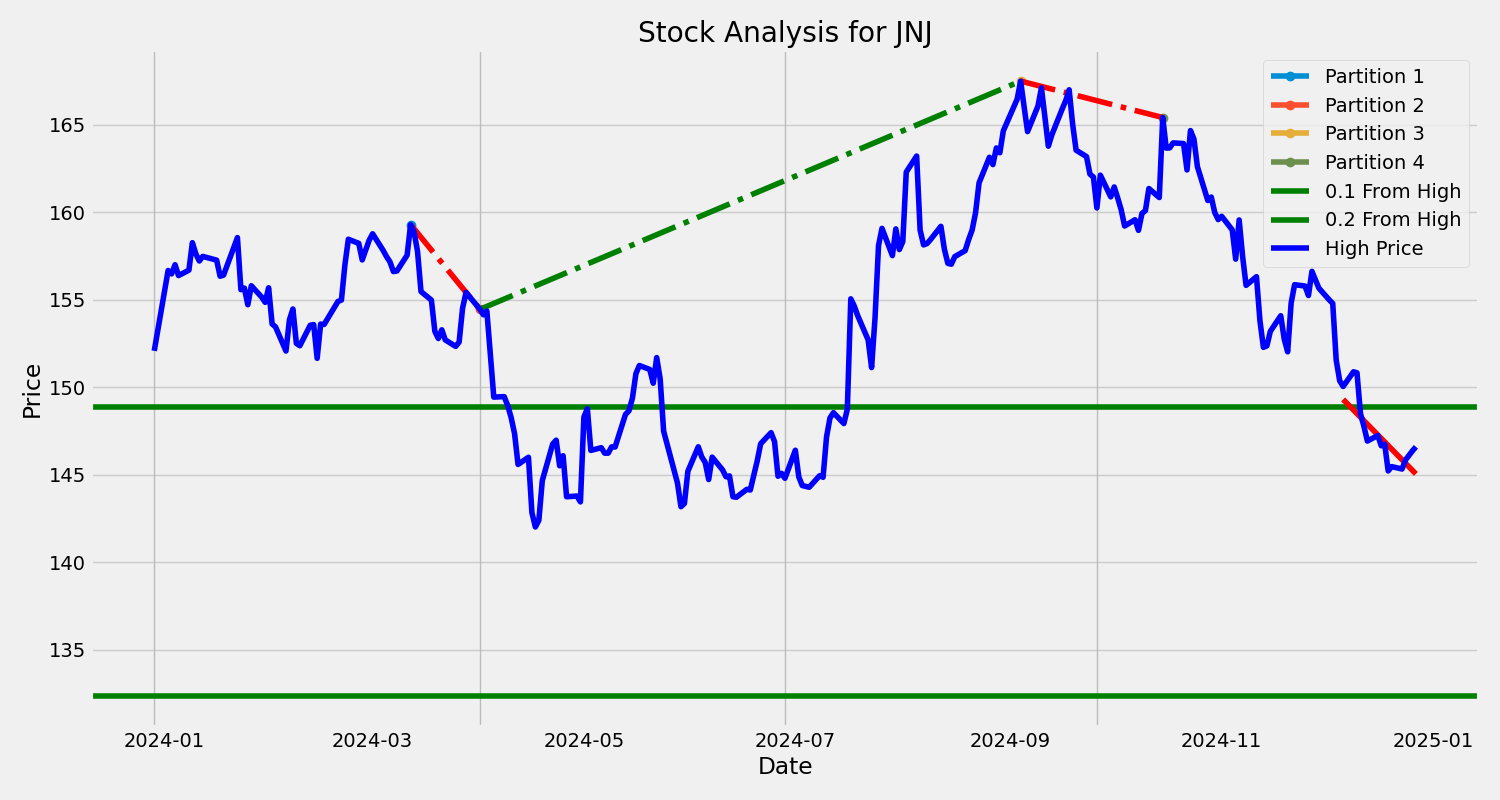 Stock Analysis for JNJ
Partition 1
Partition 2
Partition 3
Partition 4
0.1 From High
0.2 From High
High Price
165
160
155
150
145
140
135
Price
2024-01
2024-03
2024-05
2024-07
2024-09
2024-11
2025-01
Date